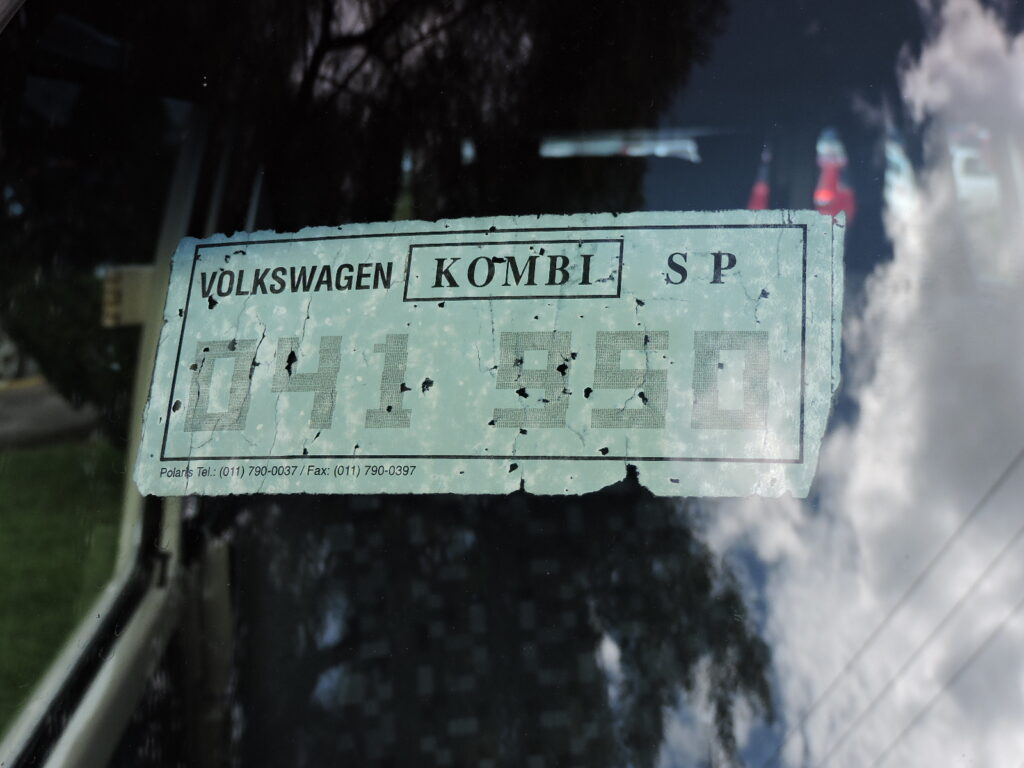 VOLKSWAGEN KOMBI SP
041 950
Polaris Tel.: (011) 790-0037 / Fax: (011) 790-0397